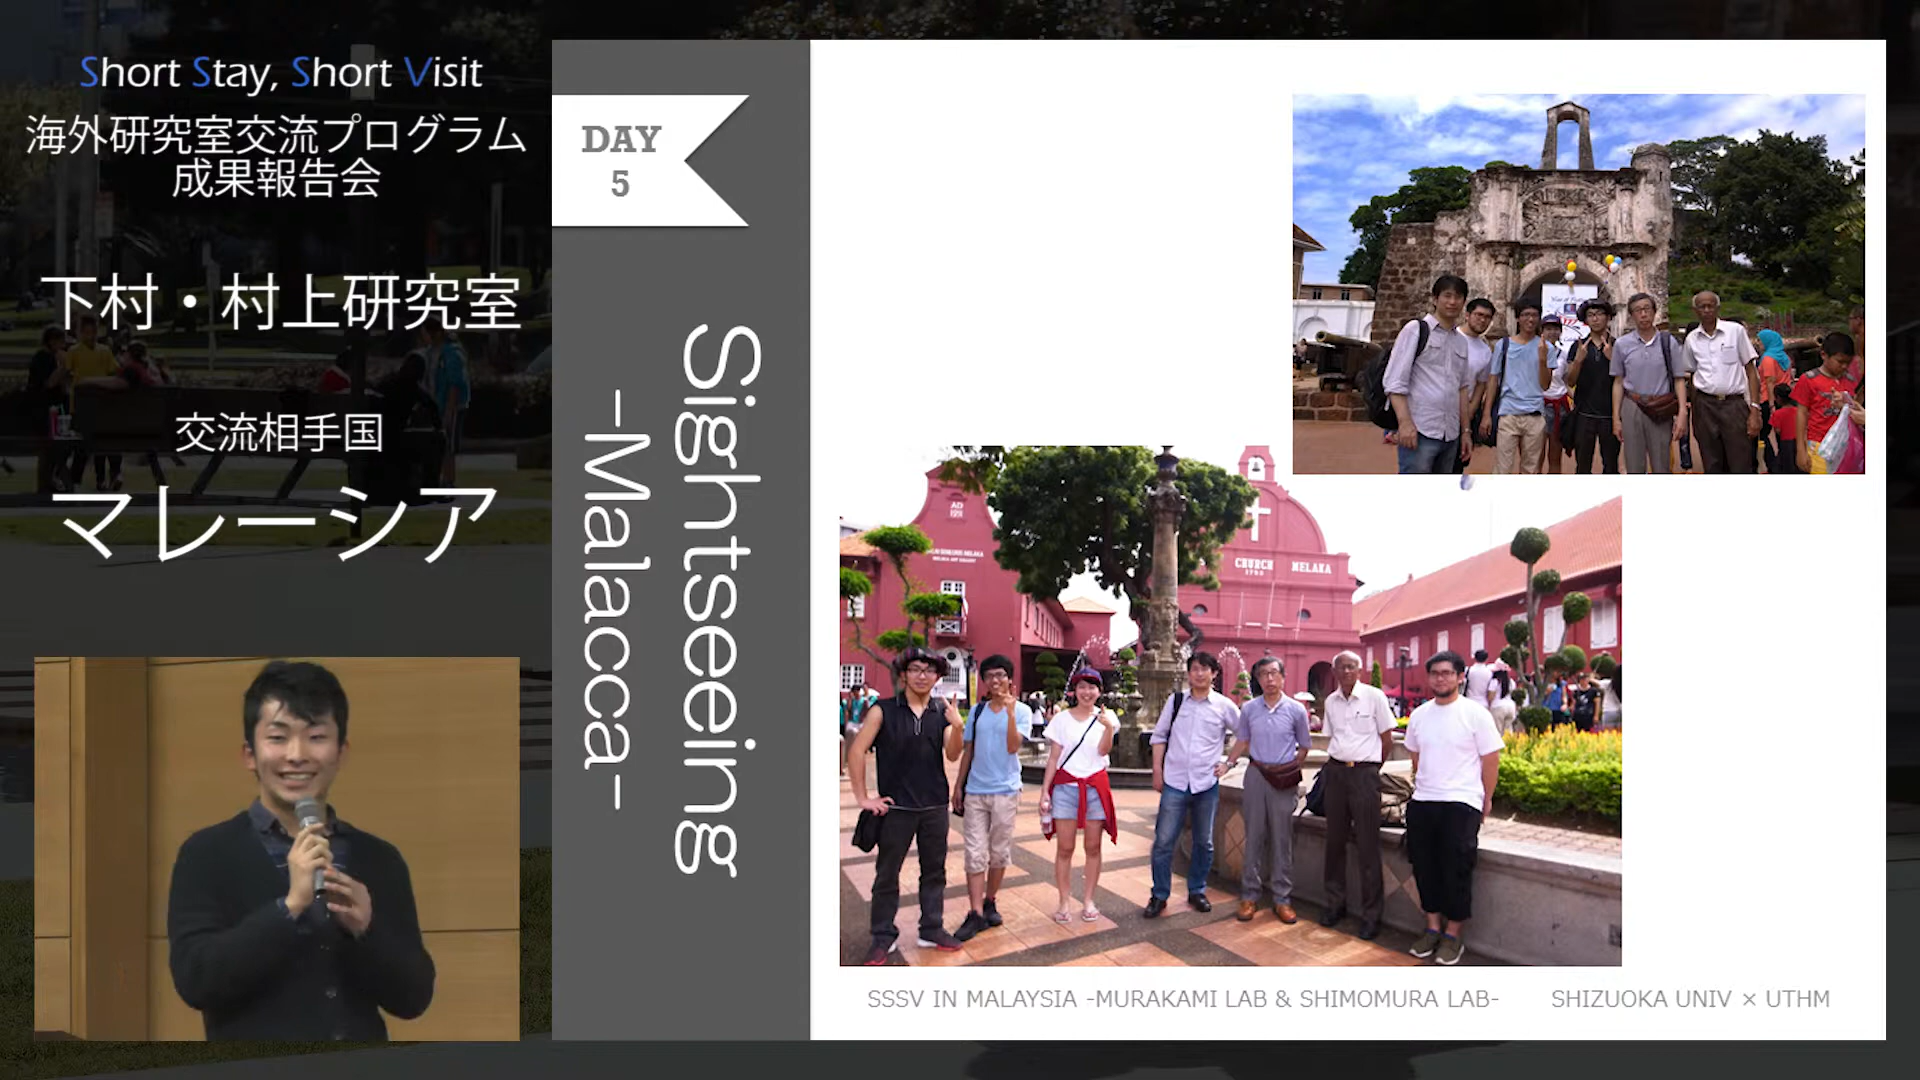 Short Stay, Short Visit
海外研究室交流プログラム
成果報告会
下村・村上研究室
交流相手国
マレーシア
DAY
5
Sightseeing
-Malacca-
CHURCH MELAKA
1753
SSSV IN MALAYSIA -MURAKAMI LAB & SHIMOMURA LAB-
SHIZUOKA UNIV × UTHM